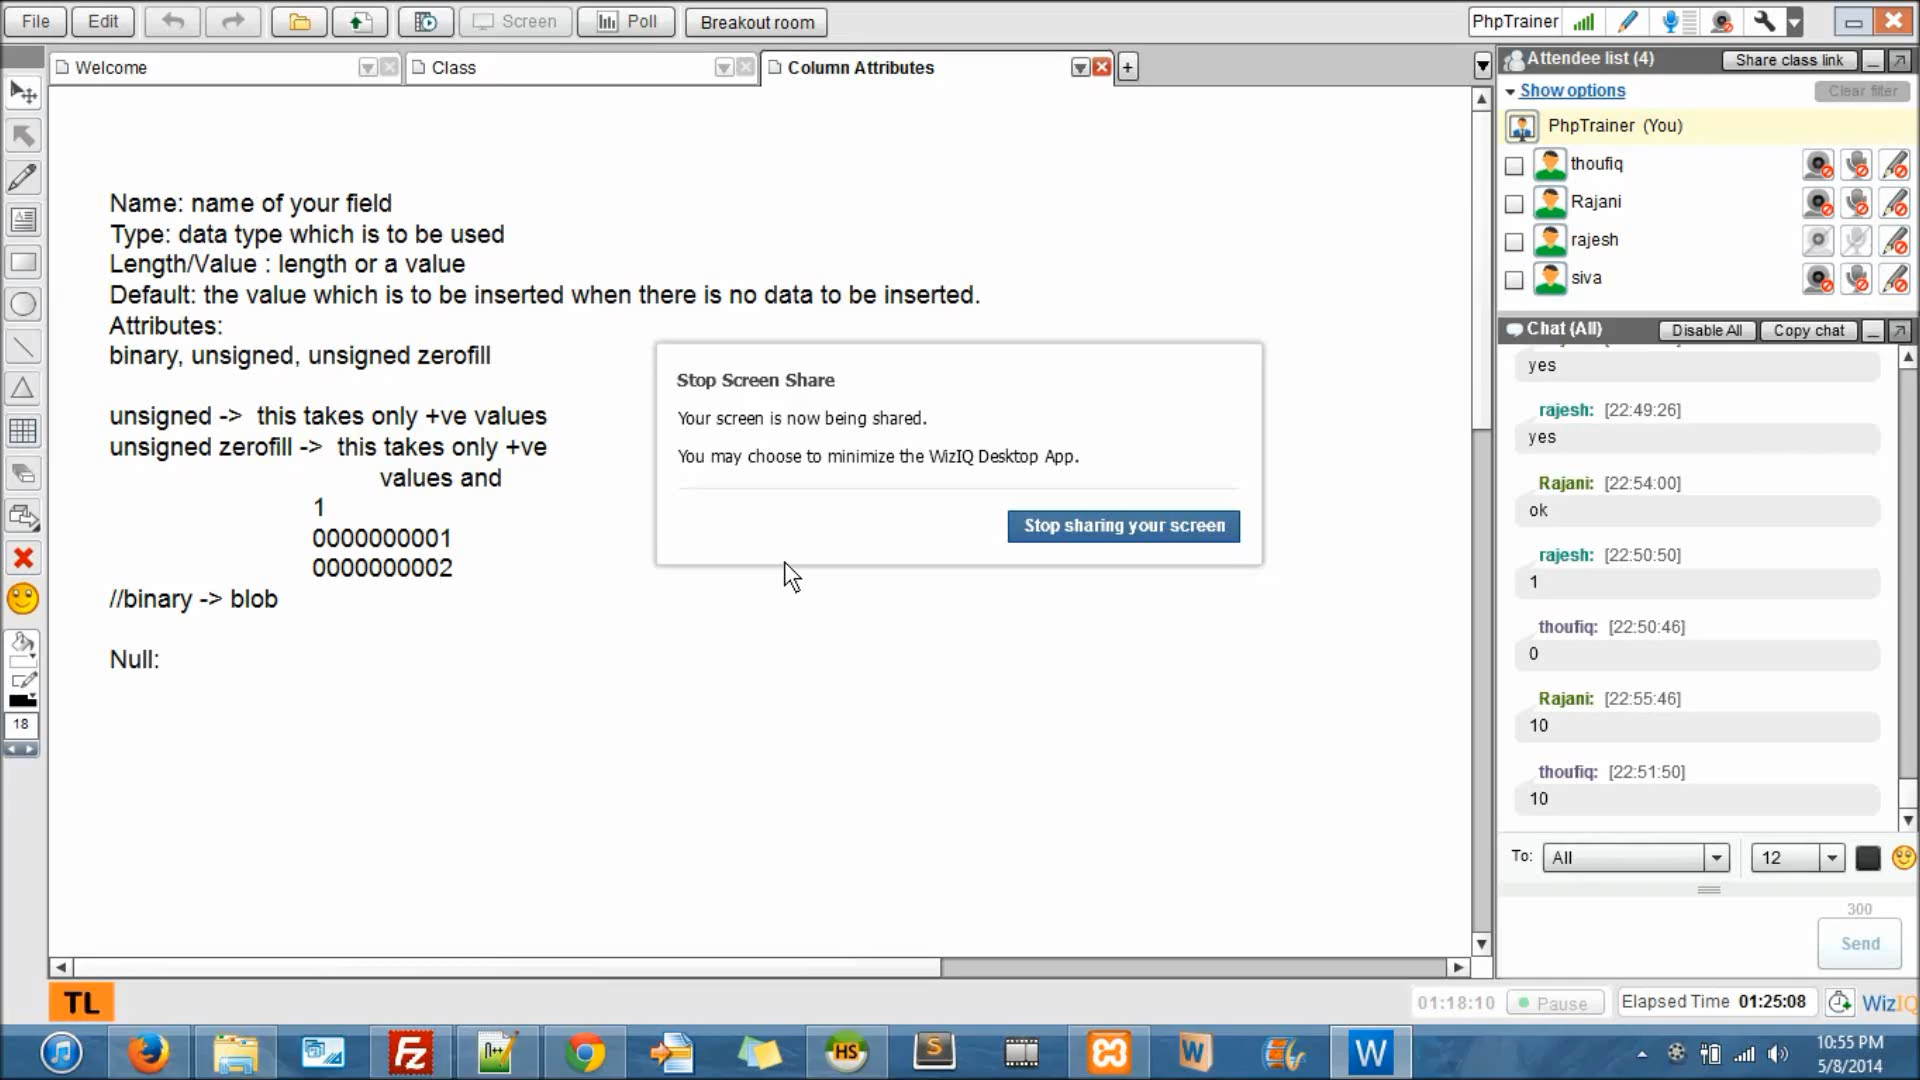 File
Edit
Screen
Poll
Breakout room
PhpTrainer
Welcome
Class
Column Attributes
+
Name: name of your field
Type: data type which is to be used
Length/Value : length or a value
Default: the value which is to be inserted when there is no data to be inserted.
Attributes:
binary, unsigned, unsigned zerofill
unsigned -> this takes only +ve values
unsigned zerofill -> this takes only +ve
values and
1
0000000001
0000000002
//binary -> blob
Null:
Stop Screen Share
Your screen is now being shared.
You may choose to minimize the WizIQ Desktop App.
Stop sharing your screen
18
Attendee list (4)
Share class link
Show options
Clear filter
PhpTrainer (You)
thoufiq
Rajani
rajesh
siva
Chat (All)
Disable All
Copy chat
yes
rajesh: [22:49:26]
yes
Rajani: [22:54:00]
ok
rajesh: [22:50:50]
1
thoufiq: [22:50:46]
0
Rajani: [22:55:46]
10
thoufiq: [22:51:50]
10
To:
All
12
300
Send
TL
01:18:10
Pause
Elapsed Time 01:25:08
WizIQ
Fz
n++
HS
S
W
W
10:55 PM
5/8/2014